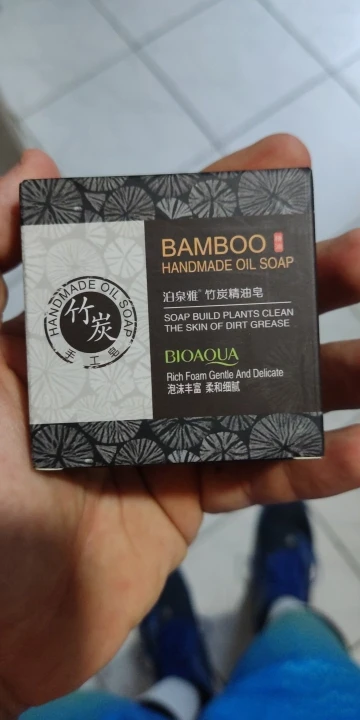 BAMBOO
HANDMADE OIL SOAP
泊泉雅 竹炭精油皂
SOAP BUILD PLANTS CLEAN
THE SKIN OF DIRT GREASE
BIOAQUA
Rich Foam Gentle And Delicate
泡沫丰富 柔和细腻
HANDMADE OIL SOAP
竹炭
手工皂